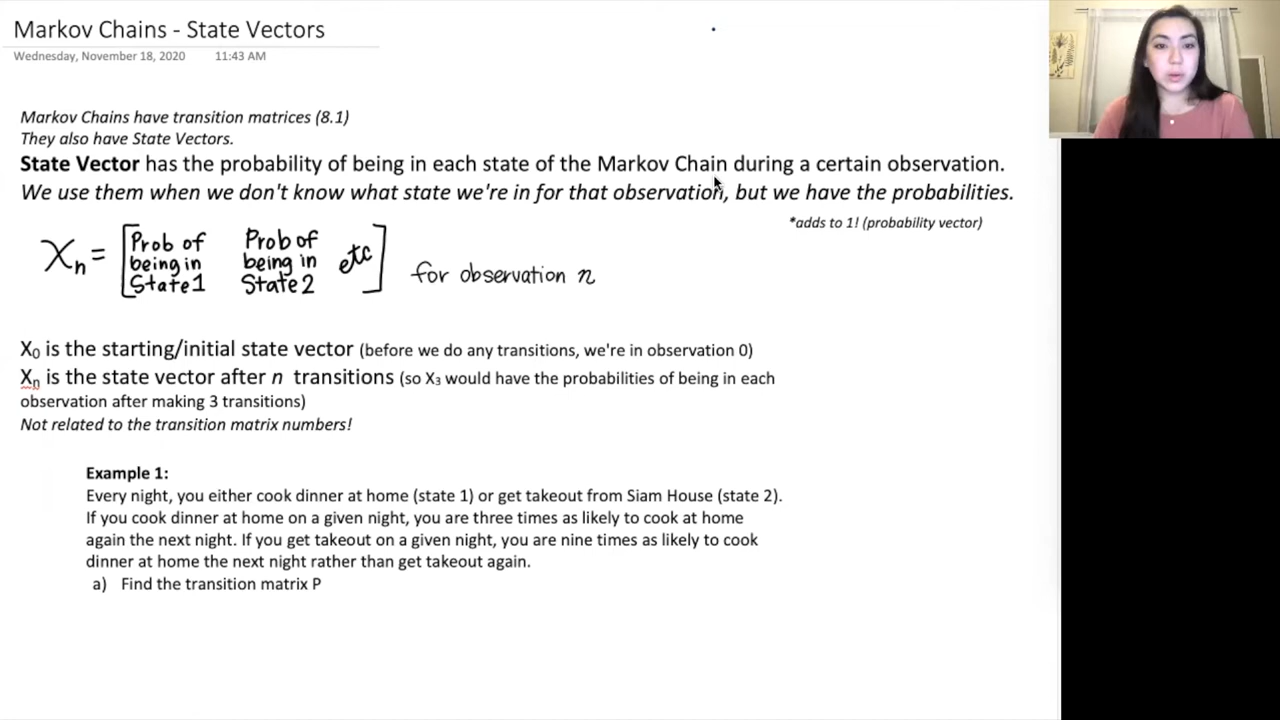 Markov Chains - State Vectors
Wednesday, November 18, 2020 11:43 AM
Markov Chains have transition matrices (8.1)
They also have State Vectors.
State Vector has the probability of being in each state of the Markov Chain during a certain observation.
We use them when we don't know what state we're in for that observation, but we have the probabilities.
*adds to 1! (probability vector)
Xn = [Prob of being in State 1 Prob of being in State 2 etc] for observation n
X0 is the starting/initial state vector (before we do any transitions, we're in observation 0)
Xn is the state vector after n transitions (so X3 would have the probabilities of being in each
observation after making 3 transitions)
Not related to the transition matrix numbers!
Example 1:
Every night, you either cook dinner at home (state 1) or get takeout from Siam House (state 2).
If you cook dinner at home on a given night, you are three times as likely to cook at home
again the next night. If you get takeout on a given night, you are nine times as likely to cook
dinner at home the next night rather than get takeout again.
a) Find the transition matrix P